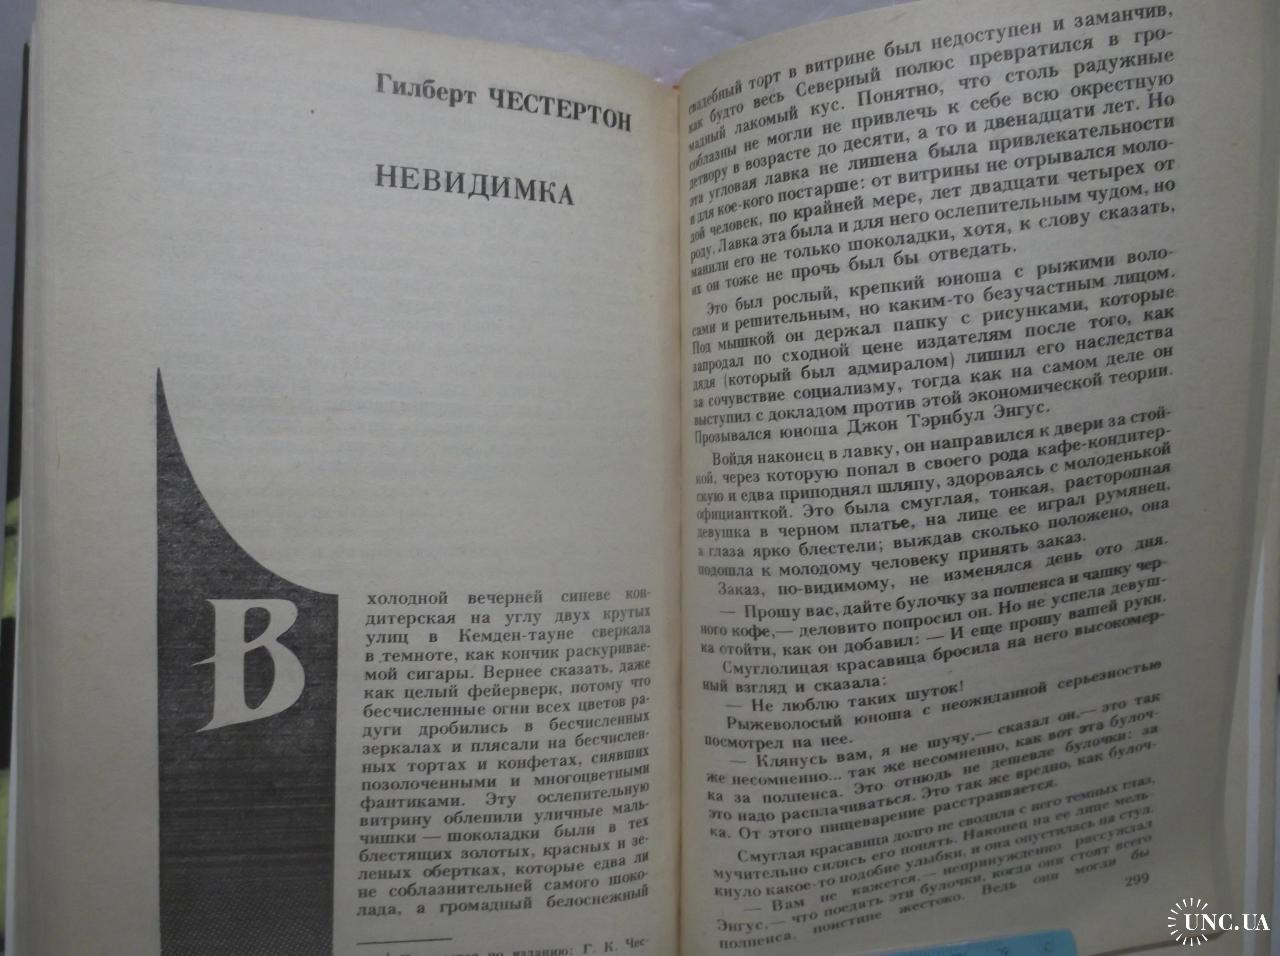 Гилберт ЧЕСТЕРТОН
НЕВИДИМКА
В
холодной вечерней синеве кон-
дитерская на углу двух крутых
улиц в Кемден-тауне сверкала
в темноте, как кончик раскуривае-
мой сигары. Вернее сказать, даже
как целый фейерверк, потому что
бесчисленные огни всех цветов ра-
дуги дробились в бесчисленных
зеркалах и плясали на бесчислен-
ных тортах и конфетах, сиявших
позолоченными и многоцветными
фантиками. Эту ослепительную
витрину облепили уличные маль-
чишки — шоколадки были в тех
блестящих золотых, красных и зе-
леных обертках, которые едва ли
не соблазнительней самого шоко-
лада, а громадный белоснежный
по изданию: Г. К. Чес-
свадебный торт в витрине был недоступен и заманчив,
как будто весь Северный полюс превратился в гро-
мадный лакомый кус. Понятно, что столь радужные
соблазны не могли не привлечь к себе всю окрестную
детвору в возрасте до десяти, а то и двенадцати лет. Но
эта угловая лавка не лишена была привлекательности
и для кое-кого постарше: от витрины не отрывался моло-
дой человек, по крайней мере, лет двадцати четырех от
роду. Лавка эта была и для него ослепительным чудом, но
манили его не только шоколадки, хотя, к слову сказать,
их он тоже не прочь был бы отведать.
Это был рослый, крепкий юноша с рыжими воло-
сами и решительным, но каким-то безучастным лицом.
Под мышкой он держал папку с рисунками, которые
запродал по сходной цене издателям после того, как
дядя (который был адмиралом) лишил его наследства
за сочувствие социализму, тогда как на самом деле он
выступил с докладом против этой экономической теории.
Прозывался юноша Джон Тэрнбул Энгус.
Войдя наконец в лавку, он направился к двери за стой-
кой, через которую попал в своего рода кафе-кондитер-
скую и едва приподнял шляпу, здороваясь с молоденькой
официанткой. Это была смуглая, тонкая, расторопная
девушка в черном платье, на лице ее играл румянец,
а глаза ярко блестели; выждав сколько положено, она
подошла к молодому человеку принять заказ.
Заказ, по-видимому, не изменялся день ото дня.
— Прошу вас, дайте булочку за полпенса и чашку чер-
ного кофе,— деловито попросил он. Но не успела девуш-
ка отойти, как он добавил: — И еще прошу вашей руки.
Смуглолицая красавица бросила на него высокомер-
ный взгляд и сказала:
— Не люблю таких шуток!
Рыжеволосый юноша с неожиданной серьезностью
посмотрел на нее.
— Клянусь вам, я не шучу,— сказал он,— это так
же несомненно... так же несомненно, как вот эта булоч-
ка за полпенса. Это отнюдь не дешевле булочки: за
это надо расплачиваться. Это так же вредно, как булоч-
ка. От этого пищеварение расстраивается.
Смуглая красавица долго не сводила с него темных глаз,
мучительно силясь его понять. Наконец на ее лице мель-
кнуло какое-то подобие улыбки, и она опустилась на стул.
— Вам не кажется,— непринужденно рассуждал
Энгус,— что поедать эти булочки, когда они стоят всего
полпенса, поистине жестоко. Ведь они могли бы
299
UNC.UA